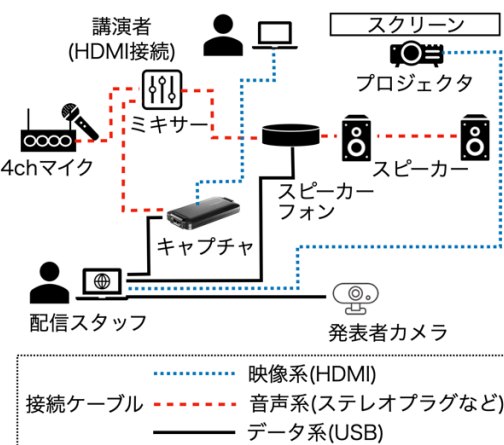 講演者
(HDMI接続)
スクリーン
プロジェクタ
ミキサー
4chマイク
スピーカー
スピーカー
フォン
キャプチャ
配信スタッフ
発表者カメラ
接続ケーブル
映像系(HDMI)
音声系(ステレオプラグなど)
データ系(USB)